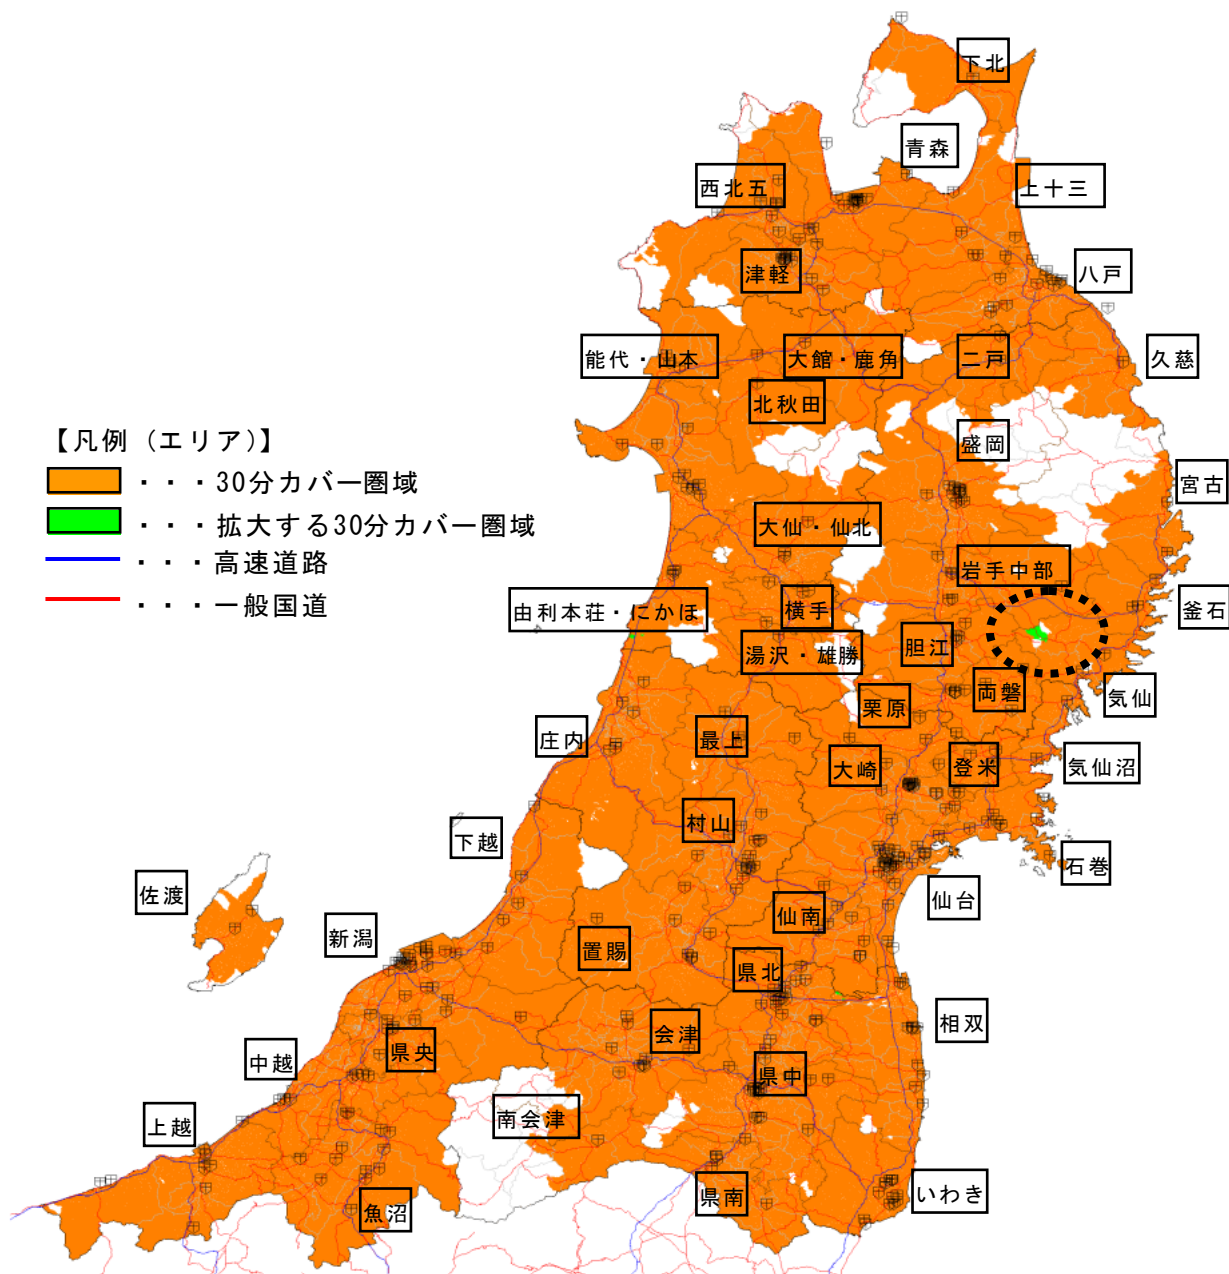 下北
青森
西北五
上十三
津軽
八戸
能代・山本
大館・鹿角
二戸
久慈
北秋田
【凡例（エリア）】
盛岡
・・・30分カバー圏域
宮古
・・・拡大する30分カバー圏域
大仙・仙北
・・・高速道路
岩手中部
・・・一般国道
由利本荘・にかほ
横手
釜石
胆江
湯沢・雄勝
両磐
気仙
栗原
庄内
最上
大崎
登米
気仙沼
村山
下越
石巻
佐渡
仙台
仙南
新潟
置賜
県北
相双
会津
県央
中越
県中
南会津
上越
県南
いわき
魚沼